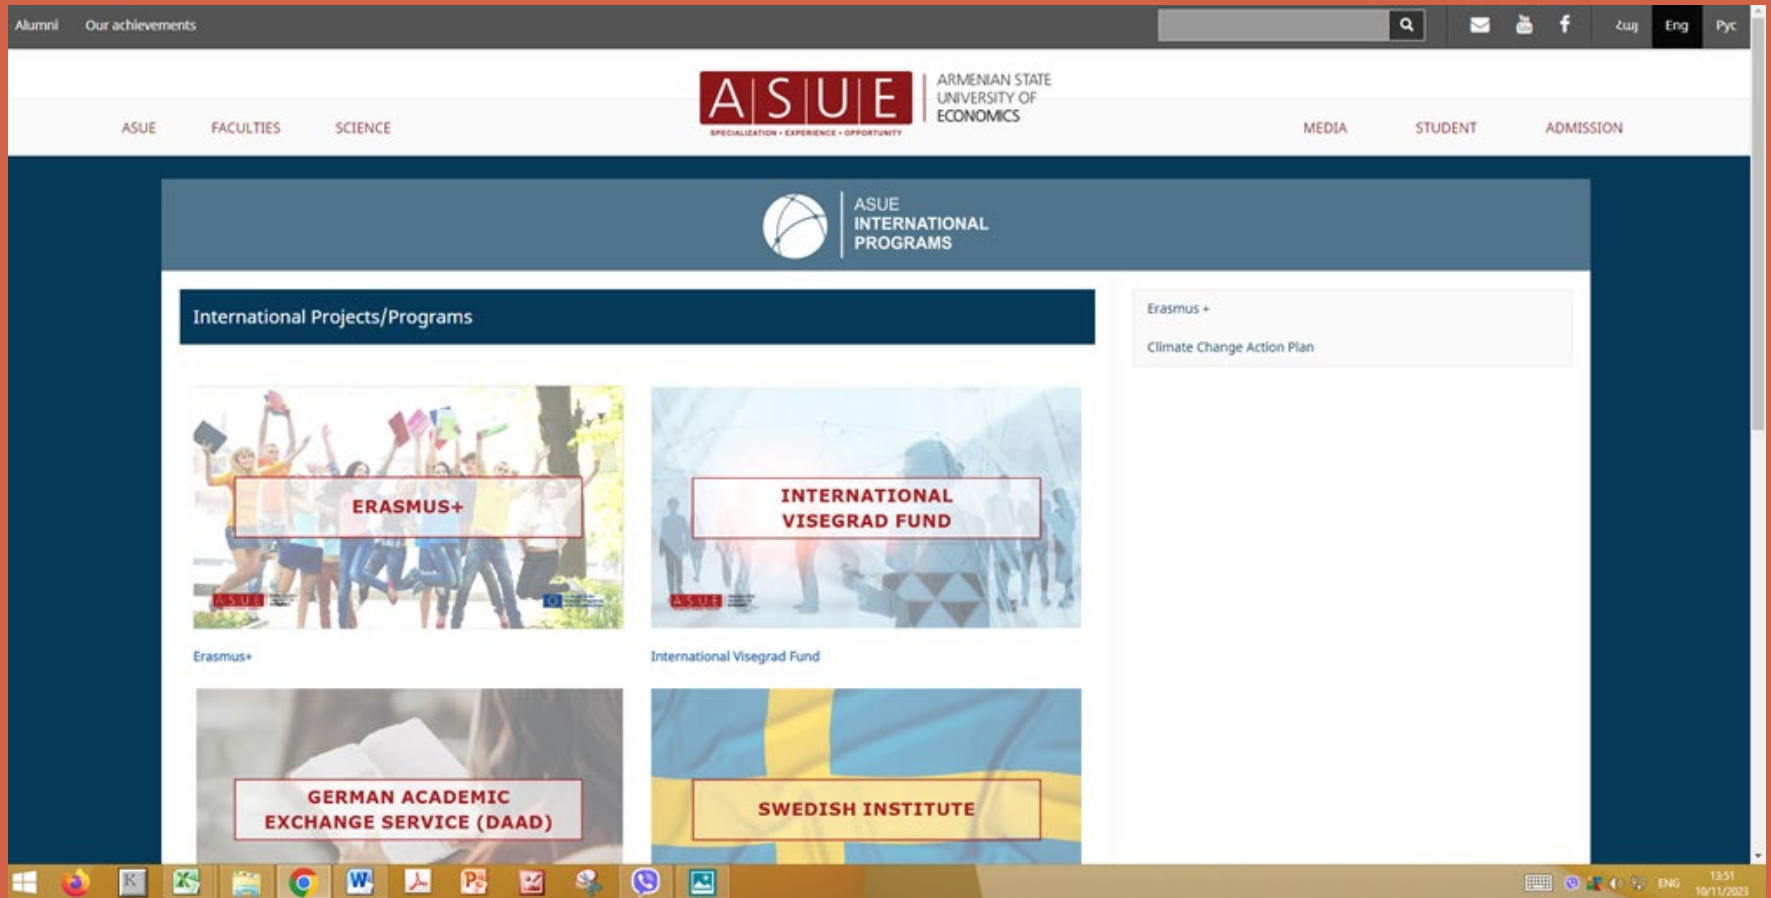 Alumni Our achievements
Հայ Eng Рус
A|S|U|E
SPECIALIZATION • EXPERIENCE • OPPORTUNITY
ARMENIAN STATE
UNIVERSITY OF
ECONOMICS
ASUE FACULTIES SCIENCE MEDIA STUDENT ADMISSION
ASUE
INTERNATIONAL
PROGRAMS
International Projects/Programs
Erasmus +
Climate Change Action Plan
ERASMUS+
INTERNATIONAL
VISEGRAD FUND
ASUE
ASUE
Erasmus+ International Visegrad Fund
GERMAN ACADEMIC
EXCHANGE SERVICE (DAAD)
SWEDISH INSTITUTE
ENG
13:51
10/11/2023